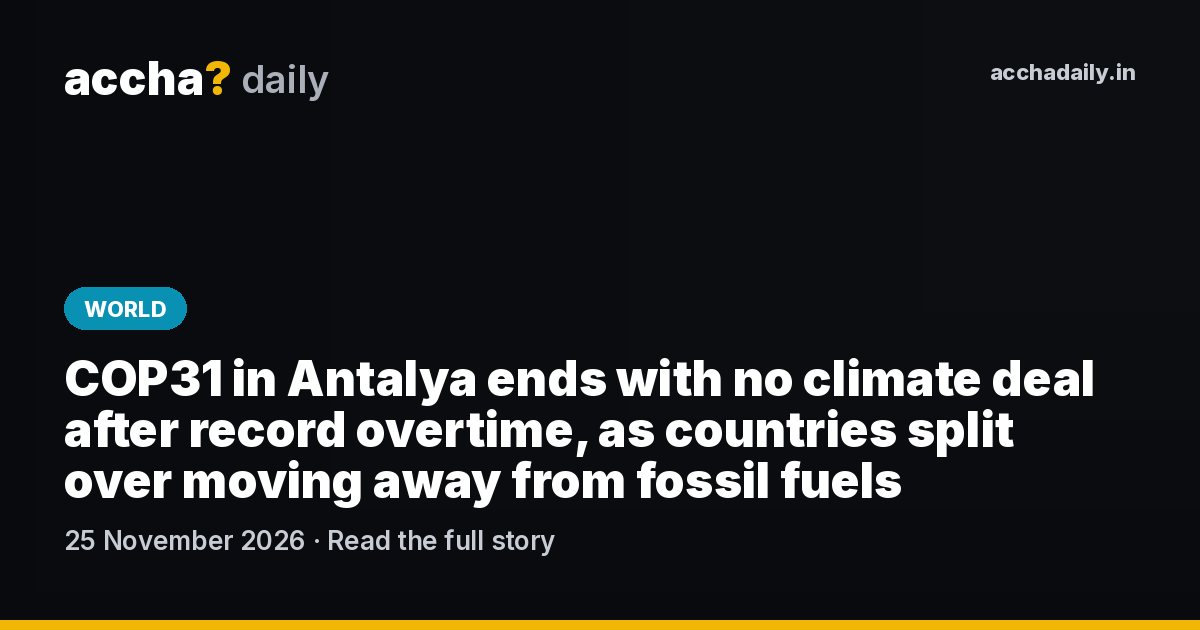 accha? daily
acchadaily.in
WORLD
COP31 in Antalya ends with no climate deal
after record overtime, as countries split
over moving away from fossil fuels
25 November 2026 · Read the full story